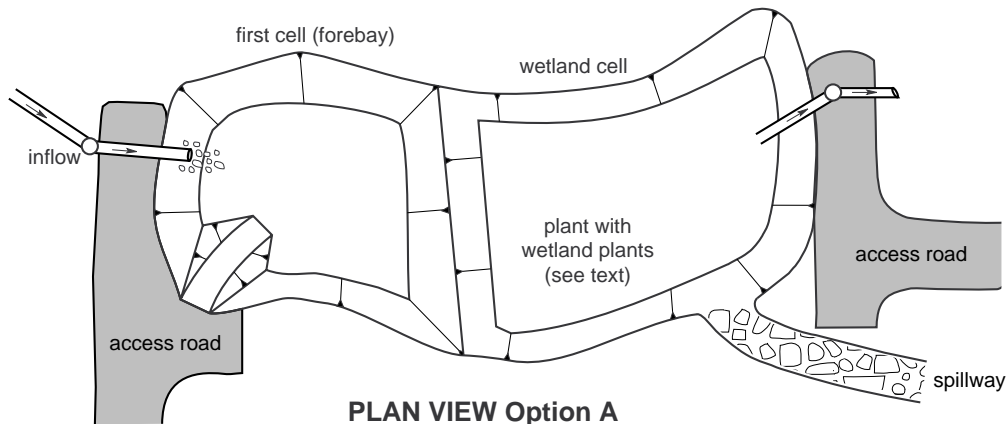 first cell (forebay)
wetland cell
inflow
plant with
wetland plants
(see text)
access road
access road
spillway
PLAN VIEW Option A